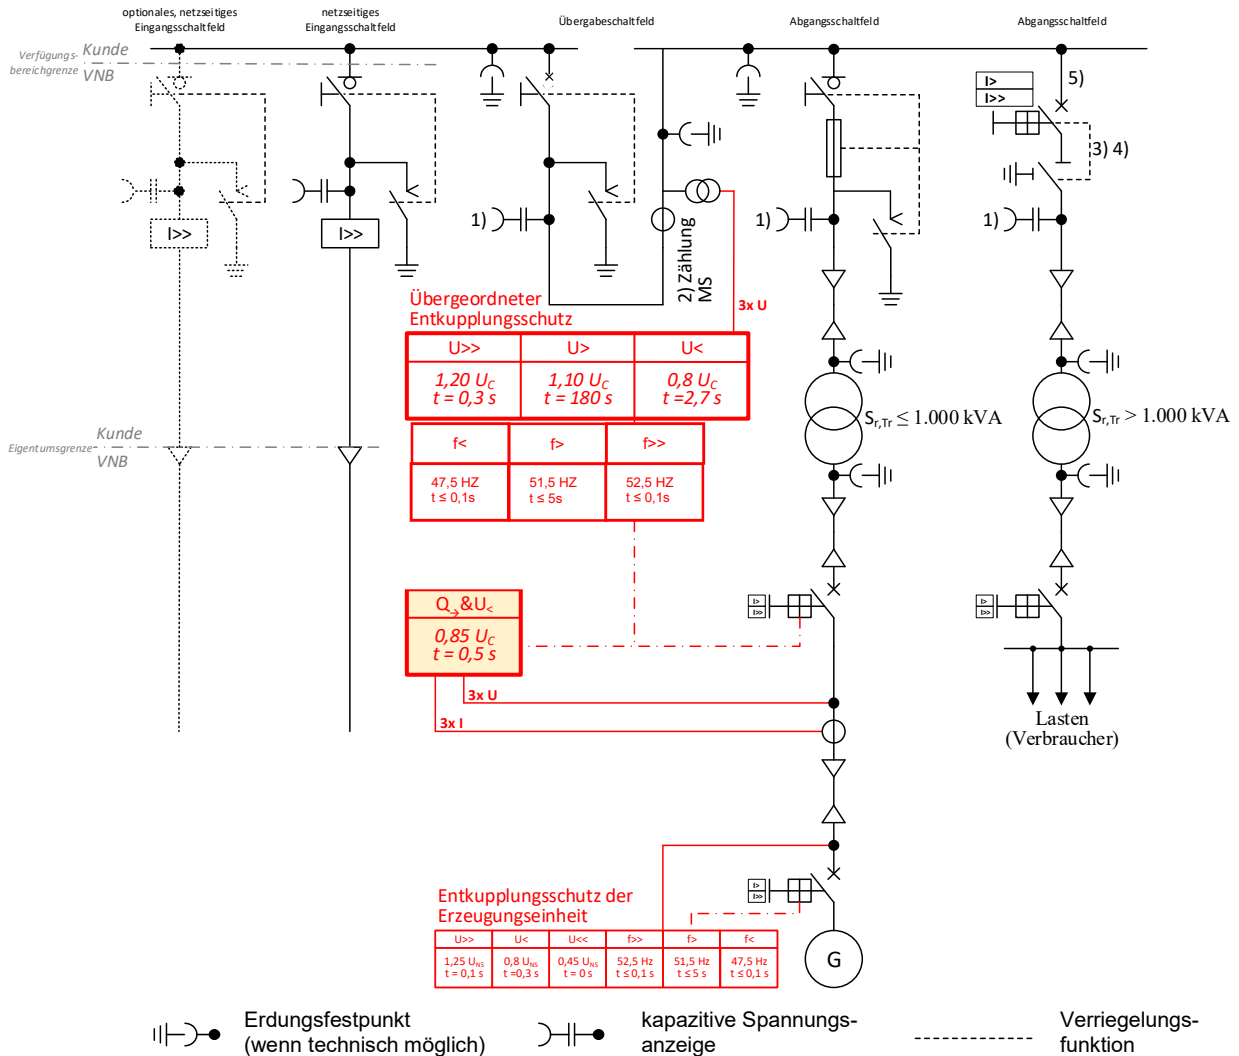 optionales, netzseitiges
Eingangsschaltfeld
netzseitiges
Eingangsschaltfeld
Übergabeschaltfeld
Abgangsschaltfeld
Abgangsschaltfeld
Verfügungs-
bereichgrenze
Kunde
VNB
I>
I>>
5)
3) 4)
1)
1)
1)
I>>
I>>
2) Zählung
MS
3x U
Übergeordneter
Entkupplungsschutz
U>> U> U<
1,20 UC 1,10 UC 0,8 UC
t = 0,3 s t = 180 s t =2,7 s
f< f> f>>
47,5 HZ 51,5 HZ 52,5 HZ
t ≤ 0,1s t ≤ 5s t ≤ 0,1s
Sr,Tr ≤ 1.000 kVA
Sr,Tr > 1.000 kVA
Eigentumsgrenze
Kunde
VNB
Q→&U<
0,85 UC
t = 0,5 s
3x U
3x I
I>
I>>
I>
I>>
Lasten
(Verbraucher)
Entkupplungsschutz der
Erzeugungseinheit
I>
I>>
U>> U< U<< f>> f> f<
1,25 UNS 0,8 UNS 0,45 UNS 52,5 Hz 51,5 Hz 47,5 Hz
t = 0,1 s t =0,3 s t = 0 s t ≤ 0,1 s t ≤ 5 s t ≤ 0,1 s
G
Erdungsfestpunkt
(wenn technisch möglich)
kapazitive Spannungs-
anzeige
Verriegelungs-
funktion